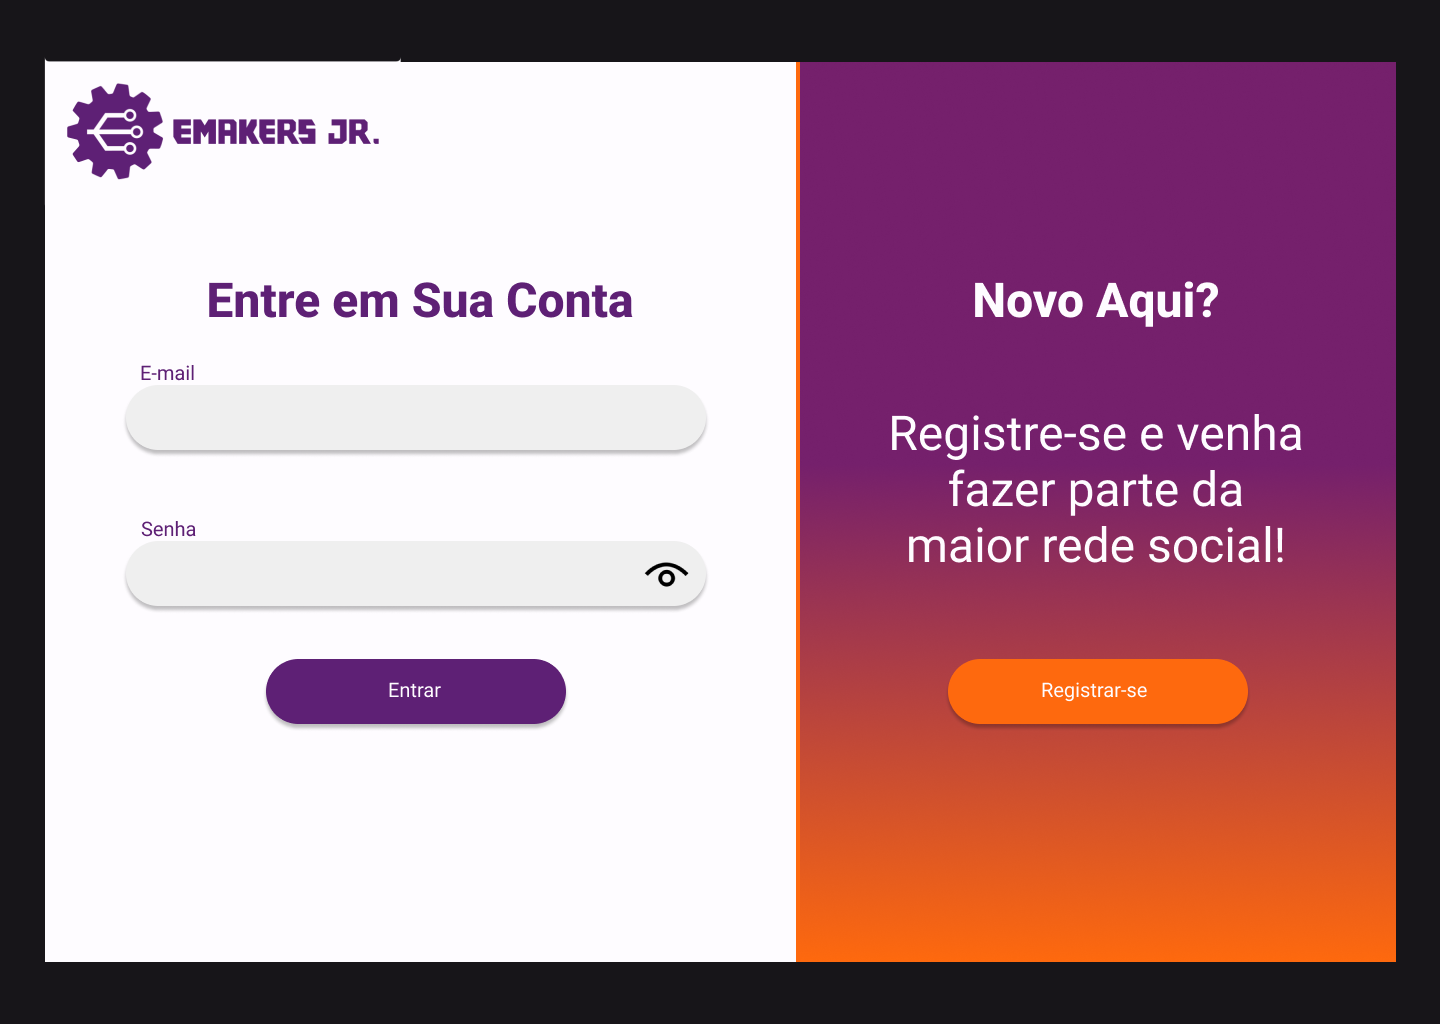 EMAKERS JR.
Entre em Sua Conta
E-mail
Senha
Entrar
Novo Aqui?
Registre-se e venha
fazer parte da
maior rede social!
Registrar-se